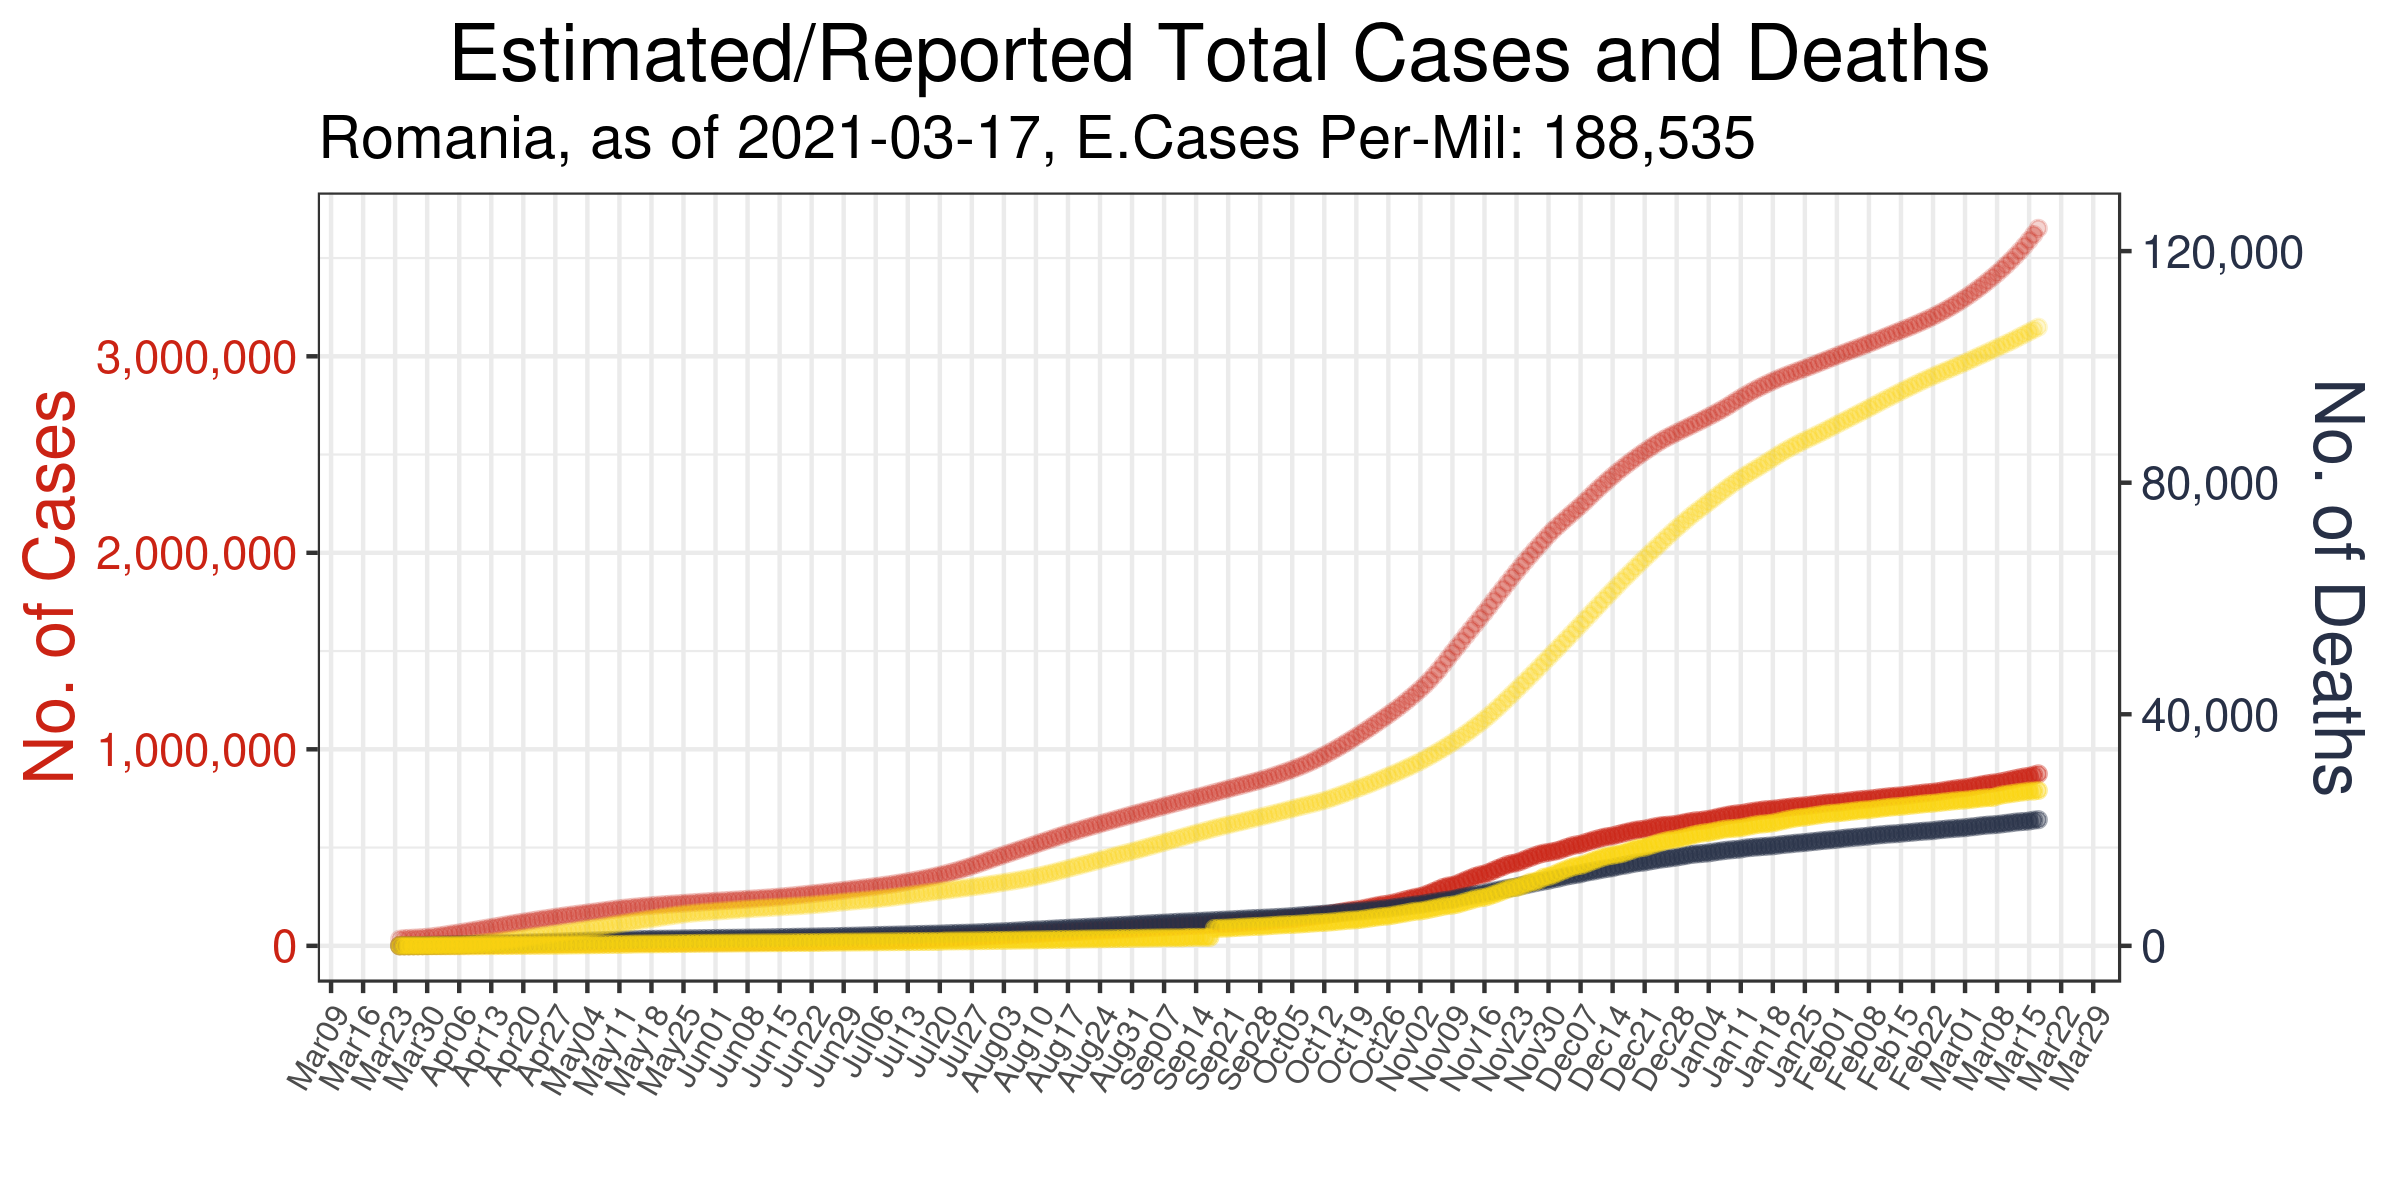 Estimated/Reported Total Cases and Deaths
Romania, as of 2021-03-17, E.Cases Per-Mil: 188,535
No. of Cases
3,000,000
2,000,000
1,000,000
0
120,000
80,000
40,000
0
No. of Deaths
Mar09
Mar16
Mar23
Mar30
Apr06
Apr13
Apr20
Apr27
May04
May11
May18
May25
Jun01
Jun08
Jun15
Jun22
Jun29
Jul06
Jul13
Jul20
Jul27
Aug03
Aug10
Aug17
Aug24
Aug31
Sep07
Sep14
Sep21
Sep28
Oct05
Oct12
Oct19
Oct26
Nov02
Nov09
Nov16
Nov23
Nov30
Dec07
Dec14
Dec21
Dec28
Jan04
Jan11
Jan18
Jan25
Feb01
Feb08
Feb15
Feb22
Mar01
Mar08
Mar15
Mar22
Mar29